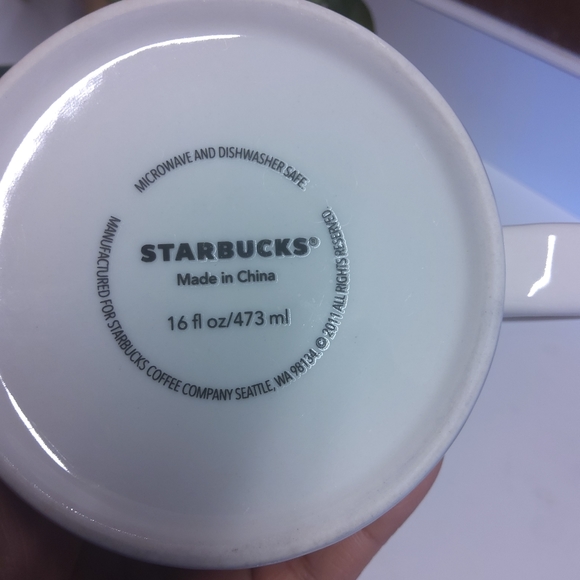 MICROWAVE AND DISHWASHER SAFE.
STARBUCKS®
Made in China
16 fl oz/473 ml
MANUFACTURED FOR STARBUCKS COFFEE COMPANY SEATTLE, WA 98134 © 2011 ALL RIGHTS RESERVED.